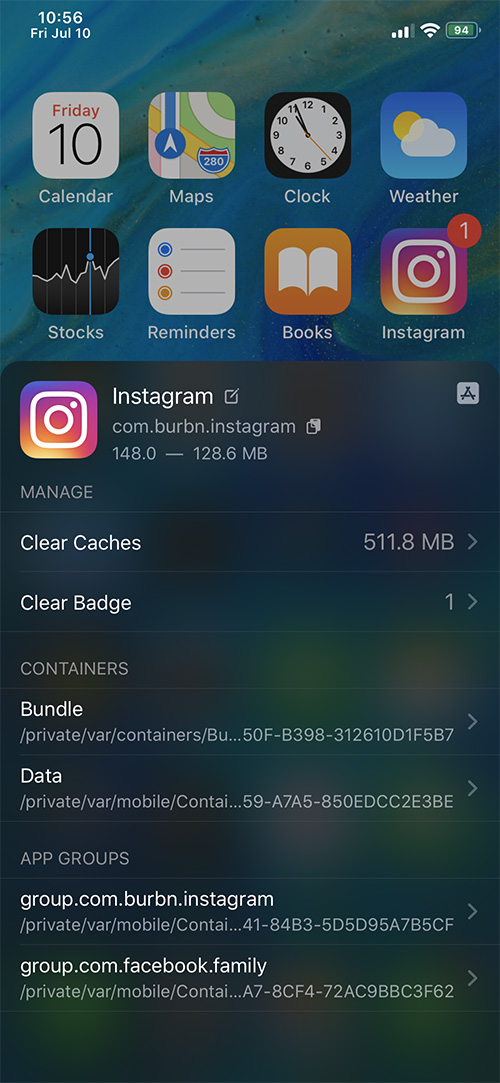 10:56
Fri Jul 10
94
Friday
10
280
12
11 1
10 2
9 3
8 4
7 5
6
Calendar Maps Clock Weather
1
Stocks Reminders Books Instagram
Instagram
com.burbn.instagram
148.0 — 128.6 MB
MANAGE
Clear Caches 511.8 MB
Clear Badge 1
CONTAINERS
Bundle
/private/var/containers/Bu...50F-B398-312610D1F5B7
Data
/private/var/mobile/Contai...59-A7A5-850EDCC2E3BE
APP GROUPS
group.com.burbn.instagram
/private/var/mobile/Contai...41-84B3-5D5D95A7B5CF
group.com.facebook.family
/private/var/mobile/Contai...A7-8CF4-72AC9BBC3F62